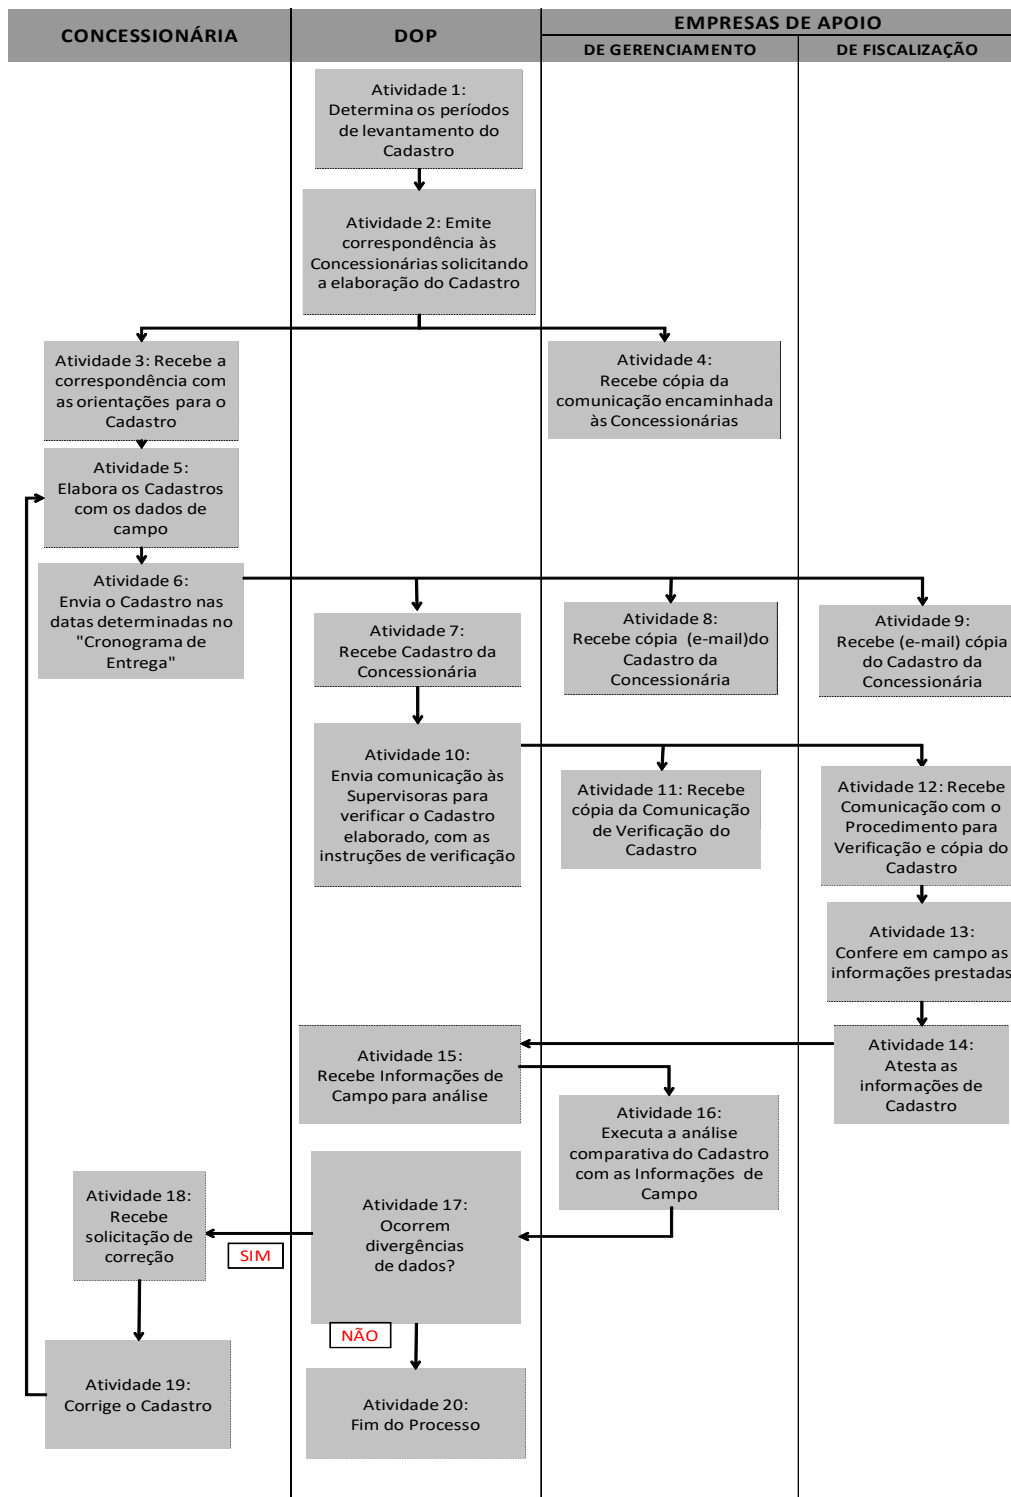 CONCESSIONÁRIA
DOP
EMPRESAS DE APOIO
DE GERENCIAMENTO
DE FISCALIZAÇÃO
Atividade 1:
Determina os períodos
de levantamento do
Cadastro
Atividade 2: Emite
correspondência às
Concessionárias solicitando
a elaboração do Cadastro
Atividade 3: Recebe a
correspondência com
as orientações para o
Cadastro
Atividade 4:
Recebe cópia da
comunicação encaminhada
às Concessionárias
Atividade 5:
Elabora os Cadastros
com os dados de
campo
Atividade 6:
Envia o Cadastro nas
datas determinadas no
"Cronograma de
Entrega"
Atividade 7:
Recebe Cadastro da
Concessionária
Atividade 8:
Recebe cópia (e-mail)do
Cadastro da
Concessionária
Atividade 9:
Recebe (e-mail) cópia
do Cadastro da
Concessionária
Atividade 10:
Envia comunicação às
Supervisoras para
verificar o Cadastro
elaborado, com as
instruções de verificação
Atividade 11: Recebe
cópia da Comunicação
de Verificação do
Cadastro
Atividade 12: Recebe
Comunicação com o
Procedimento para
Verificação e cópia do
Cadastro
Atividade 13:
Confere em campo as
informações prestadas
Atividade 14:
Atesta as
informações de
Cadastro
Atividade 15:
Recebe Informações de
Campo para análise
Atividade 16:
Executa a análise
comparativa do Cadastro
com as Informações de
Campo
Atividade 17:
Ocorrem
divergências
de dados?
SIM
NÃO
Atividade 18:
Recebe
solicitação de
correção
Atividade 19:
Corrige o Cadastro
Atividade 20:
Fim do Processo